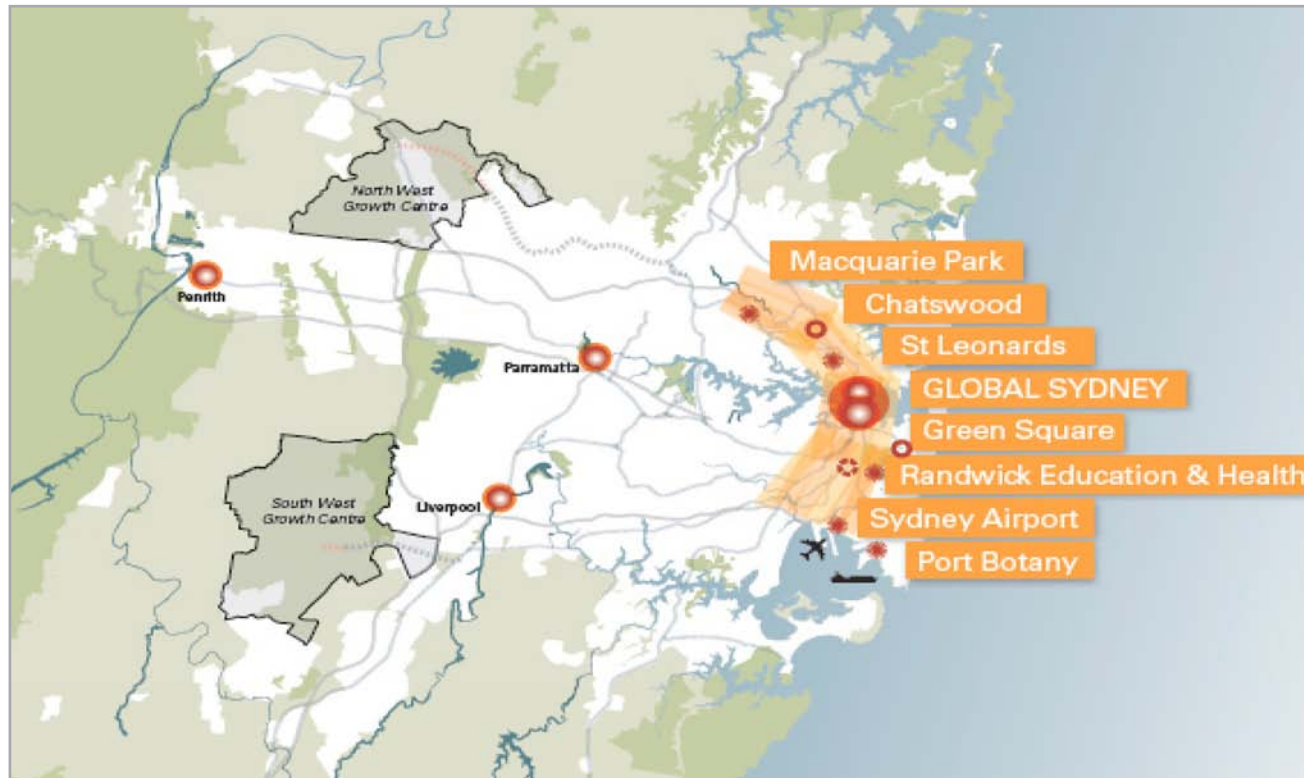 North West
Growth Centre
Macquarie Park
Penrith
Chatswood
St Leonards
Parramatta
GLOBAL SYDNEY
Green Square
Randwick Education & Health
South West
Growth Centre
Liverpool
Sydney Airport
Port Botany